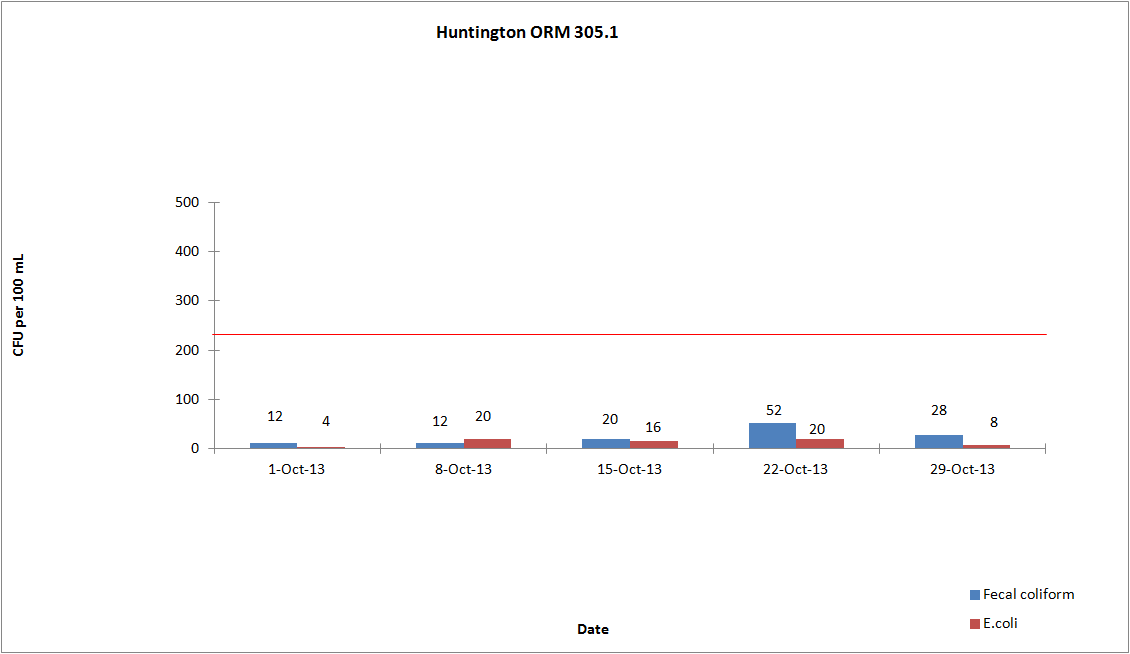 Huntington ORM 305.1
CFU per 100 mL
500
400
300
200
100
0
12
4
12
20
20
16
52
20
28
8
1-Oct-13
8-Oct-13
15-Oct-13
22-Oct-13
29-Oct-13
Fecal coliform
E.coli
Date